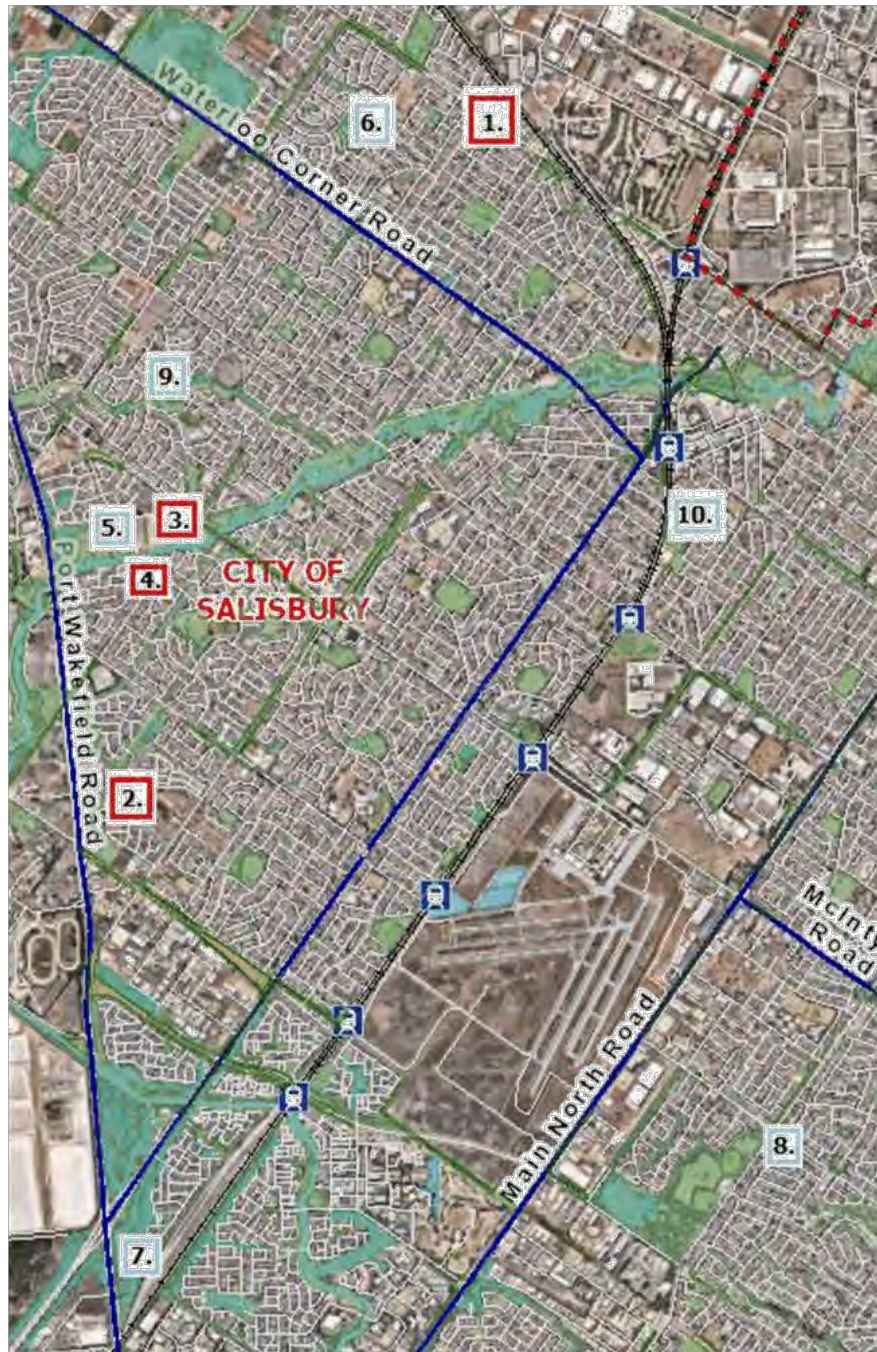 6.
1.
Waterloo Corner Road
9.
5.
3.
4.
10.
CITY OF
SALISBURY
Port Wakefield Road
2.
McInty
Road
Main North Road
8.
7.